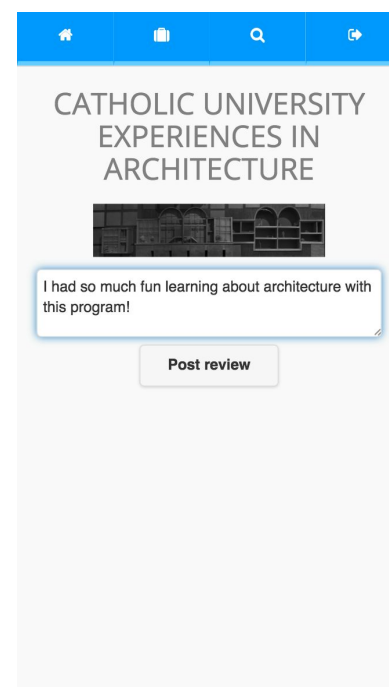 CATHOLIC UNIVERSITY
EXPERIENCES IN
ARCHITECTURE
I had so much fun learning about architecture with
this program!
Post review